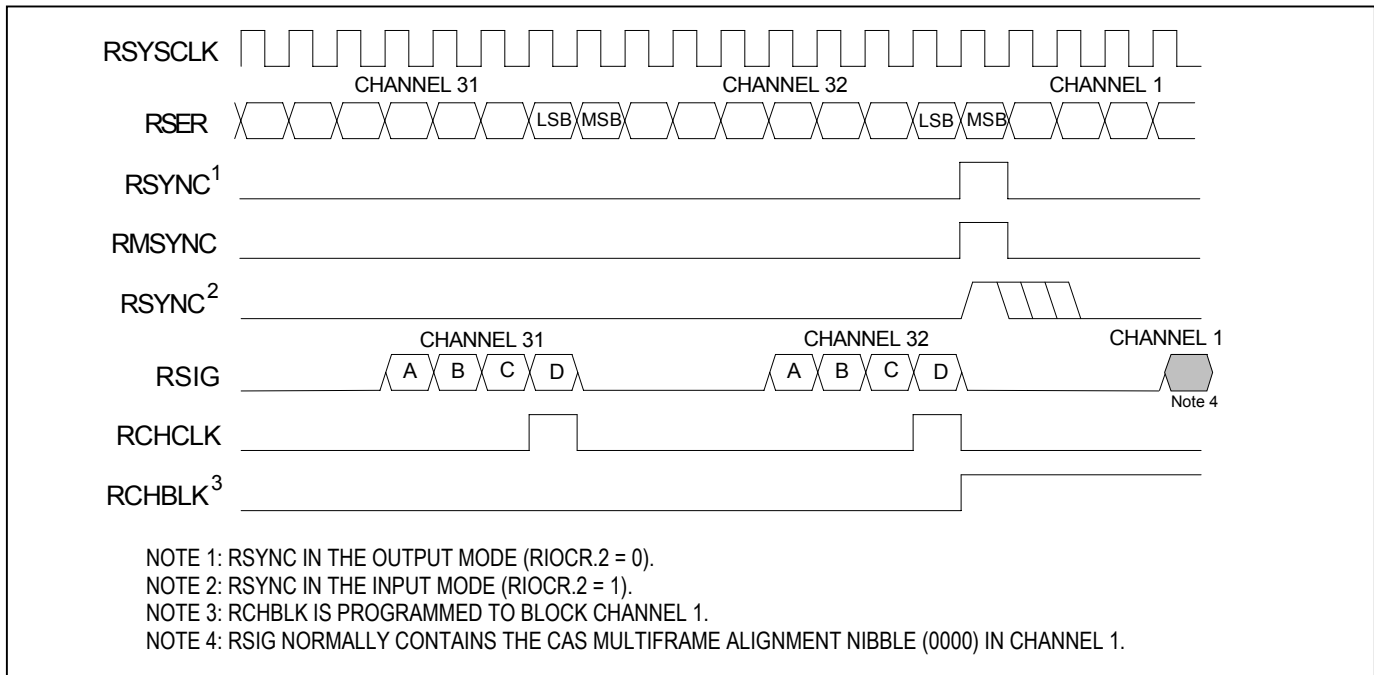 RSYSCLK
CHANNEL 31 CHANNEL 32 CHANNEL 1
RSER LSB MSB LSB MSB
RSYNC1
RMSYNC
RSYNC2
CHANNEL 31 CHANNEL 32 CHANNEL 1
RSIG A B C D A B C D
Note 4
RCHCLK
RCHBLK3
NOTE 1: RSYNC IN THE OUTPUT MODE (RIOCR.2 = 0).
NOTE 2: RSYNC IN THE INPUT MODE (RIOCR.2 = 1).
NOTE 3: RCHBLK IS PROGRAMMED TO BLOCK CHANNEL 1.
NOTE 4: RSIG NORMALLY CONTAINS THE CAS MULTIFRAME ALIGNMENT NIBBLE (0000) IN CHANNEL 1.